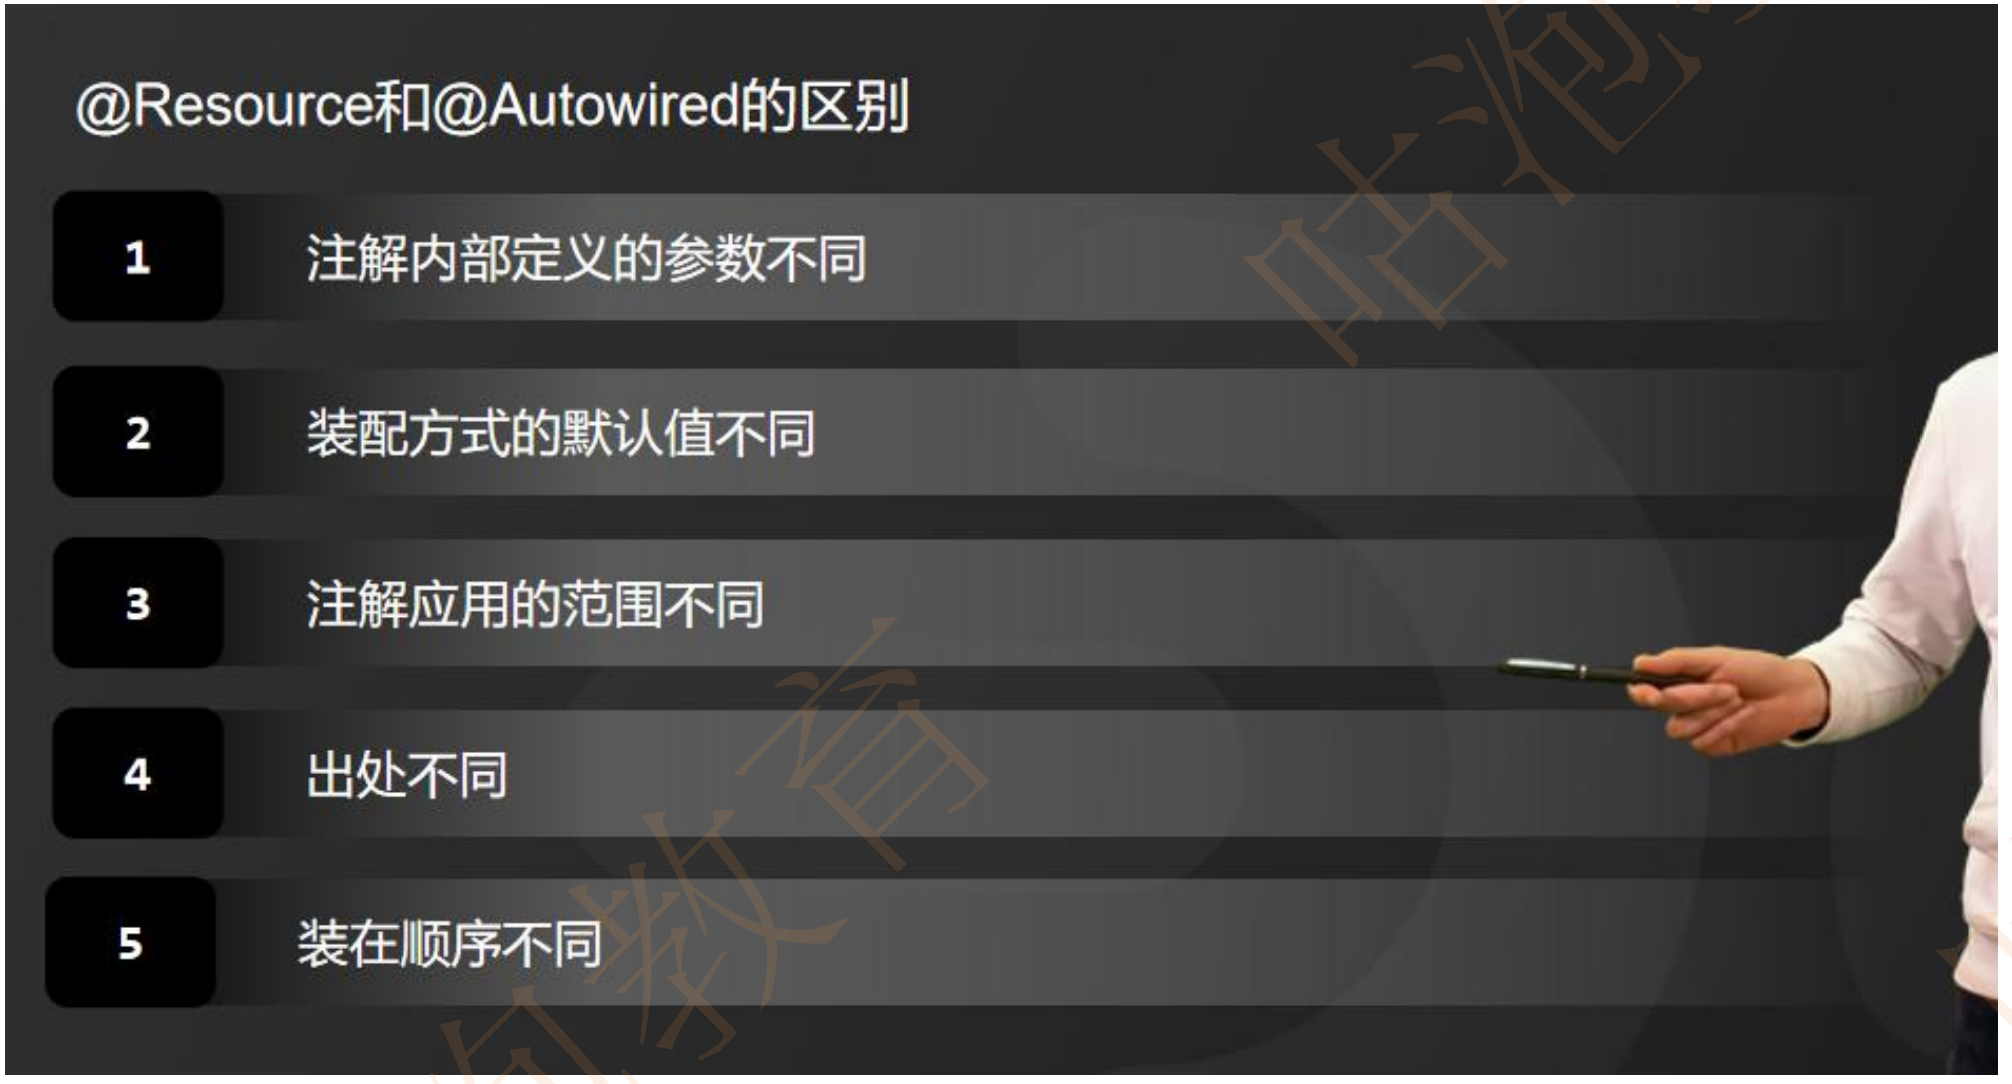 @Resource和@Autowired的区别
1 注解内部定义的参数不同
2 装配方式的默认值不同
3 注解应用的范围不同
4 出处不同
5 装在顺序不同
咕泡
泡教育